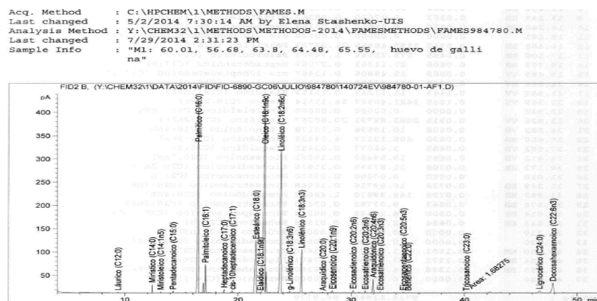 Acq. Method : C:\HPCHEM\1\METHODS\FAMES.M
Last changed : 5/2/2014 7:30:14 AM by Elena Stashenko-UIS
Analysis Method : Y:\CHEM32\1\METHODS\METHODOS-2014\FAMESMETHODS\FAMES984780.M
Last changed : 7/29/2014 2:31:23 PM
Sample Info : "M1: 60.01, 56.68, 63.8, 64.48, 65.55, huevo de galli
na"
FID2 B, (Y:\CHEM32\1\DATA\2014\FID\FID-6890-GC06\JULIO\984780\140724EV\984780-01-AF1.D)
pA
400
350
300
250
200
150
100
50
Láurico (C12:0)
Mirístico (C14:0)
Miristoleico (C14:1n5)
Pentadecanoico (C15:0)
Palmítico (C16:0)
Palmitoleico (C16:1)
Heptadecanoico (C17:0)
cis-10heptadecenoico (C17:1)
Esteárico (C18:0)
Elaídico (C18:1n9t)
Oleico (C18:1n9c)
Linoléico (C18:2n6c)
g-Linolénico (C18:3n6)
Linolénico (C18:3n3)
Araquídico (C20:0)
Eicosenoico (C20:1n9)
Eicosadienoico (C20:2n6)
Eicosatrienoico (C20:3n6)
Araquidónico (C20:4n6)
Eicosatrienoico (C20:3n3)
Eicosapentaenoico (C20:5n3)
Behénico (C22:0)
Tricosanoico (C23:0)
Area: 1.68275
Lignocérico (C24:0)
Docosahexaenoico (C22:6n3)
10
20
30
40
50